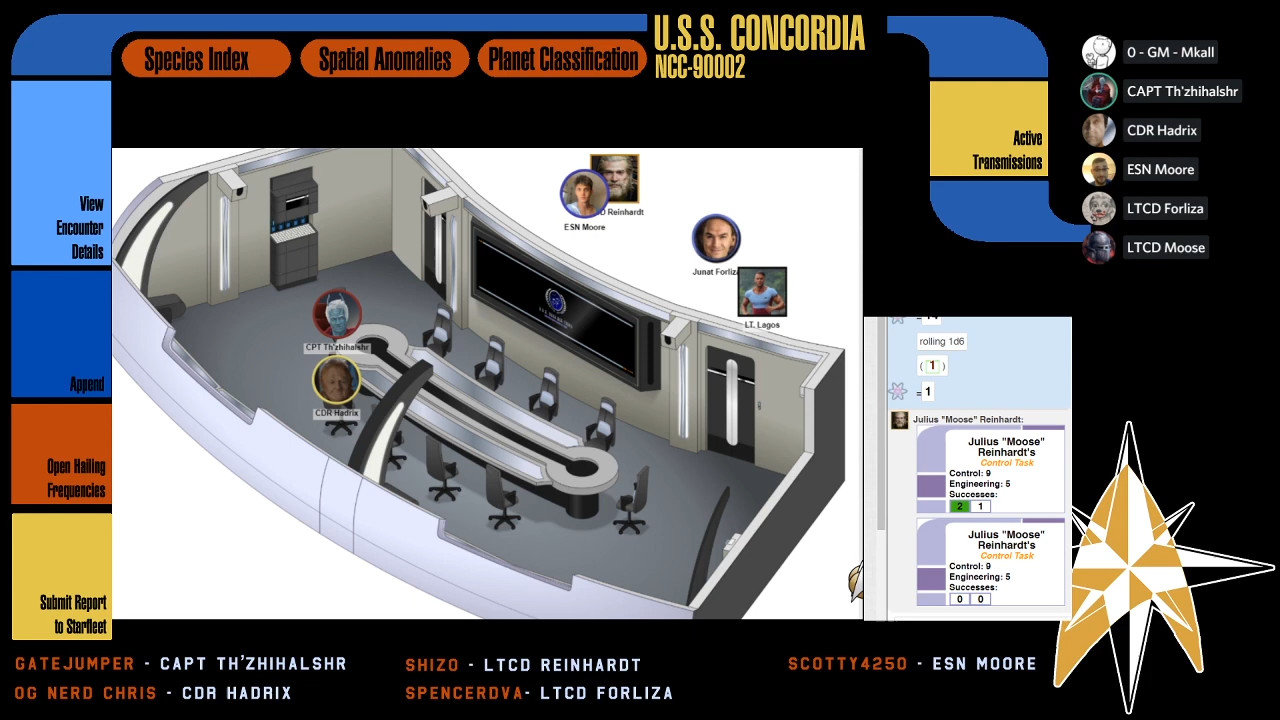 U.S.S. CONCORDIA
NCC-90002
Species Index
Spatial Anomalies
Planet Classification
View
Encounter
Details
Append
Open Hailing
Frequencies
Submit Report
to Starfleet
Active
Transmissions
0 - GM - Mkall
CAPT Th'zhihalshr
CDR Hadrix
ESN Moore
LTCD Forliza
LTCD Moose
D Reinhardt
ESN Moore
Junat Forliz
LT. Lagos
CPT Th'zhihalshr
CDR Hadrix
rolling 1d6
( 1 )
= 1
Julius "Moose" Reinhardt:
Julius "Moose"
Reinhardt's
Control Task
Control: 9
Engineering: 5
Successes:
2 1
Julius "Moose"
Reinhardt's
Control Task
Control: 9
Engineering: 5
Successes:
0 0
GATEJUMPER - CAPT TH'ZHIHALSHR
SHIZO - LTCD REINHARDT
SCOTTY4250 - ESN MOORE
OG NERD CHRIS - CDR HADRIX
SPENCERDVA- LTCD FORLIZA